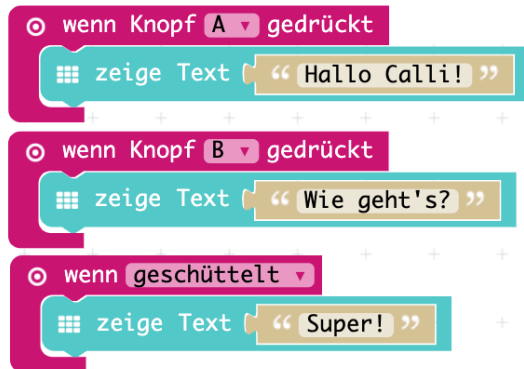 wenn Knopf A gedrückt
zeige Text “ Hallo Calli! ”
wenn Knopf B gedrückt
zeige Text “ Wie geht's? ”
wenn geschüttelt
zeige Text “ Super! ”